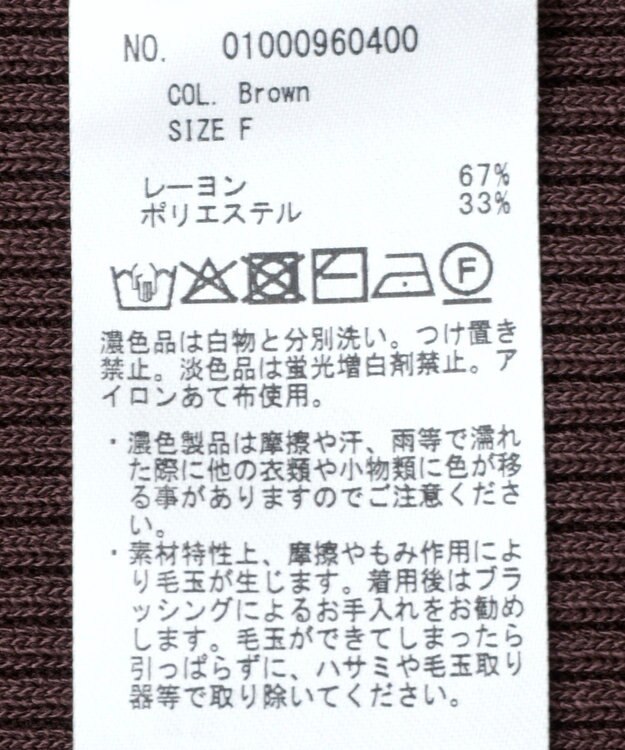 NO. 01000960400
COL. Brown
SIZE F
レーヨン 67%
ポリエステル 33%
F
濃色品は白物と分別洗い。つけ置き
禁止。淡色品は蛍光増白剤禁止。ア
イロンあて布使用。
・濃色製品は摩擦や汗、雨等で濡れ
た際に他の衣類や小物類に色が移
る事がありますのでご注意くださ
い。
・素材特性上、摩擦やもみ作用によ
り毛玉が生じます。着用後はブラ
ッシングによるお手入れをお勧め
します。毛玉ができてしまったら
引っぱらずに、ハサミや毛玉取り
器等で取り除いてください。